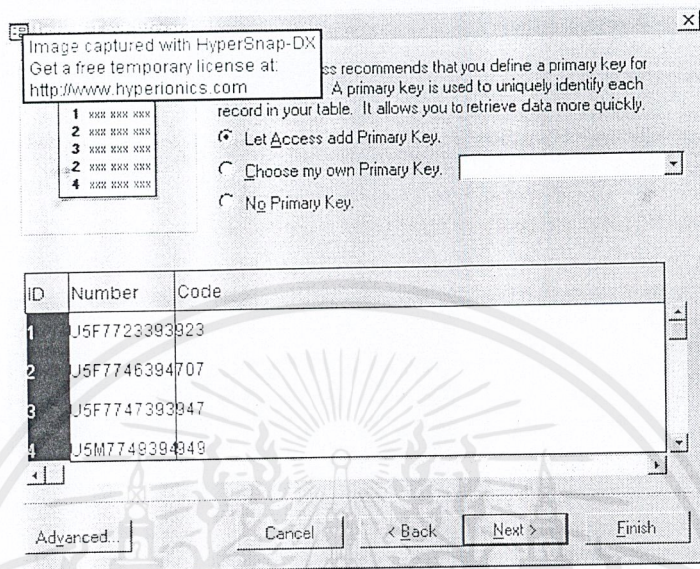 Image captured with HyperSnap-DX
Get a free temporary license at:
http://www.hyperionics.com
ss recommends that you define a primary key for
A primary key is used to uniquely identify each
record in your table. It allows you to retrieve data more quickly.
1 xxx xxx xxx
2 xxx xxx xxx
3 xxx xxx xxx
2 xxx xxx xxx
4 xxx xxx xxx
Let Access add Primary Key.
Choose my own Primary Key.
No Primary Key.
ID Number Code
1 U5F7723393923
2 U5F7746394707
3 U5F7747393947
4 U5M7749394949
Advanced... Cancel < Back Next > Finish